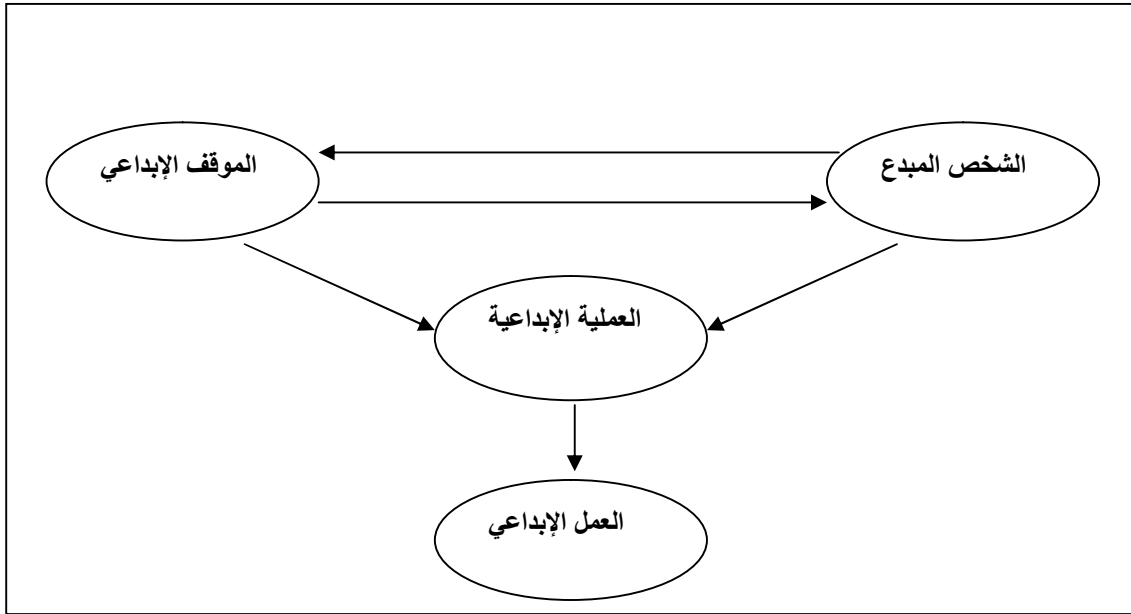 الشخص المبدع
الموقف الإبداعي
العملية الإبداعية
العمل الإبداعي